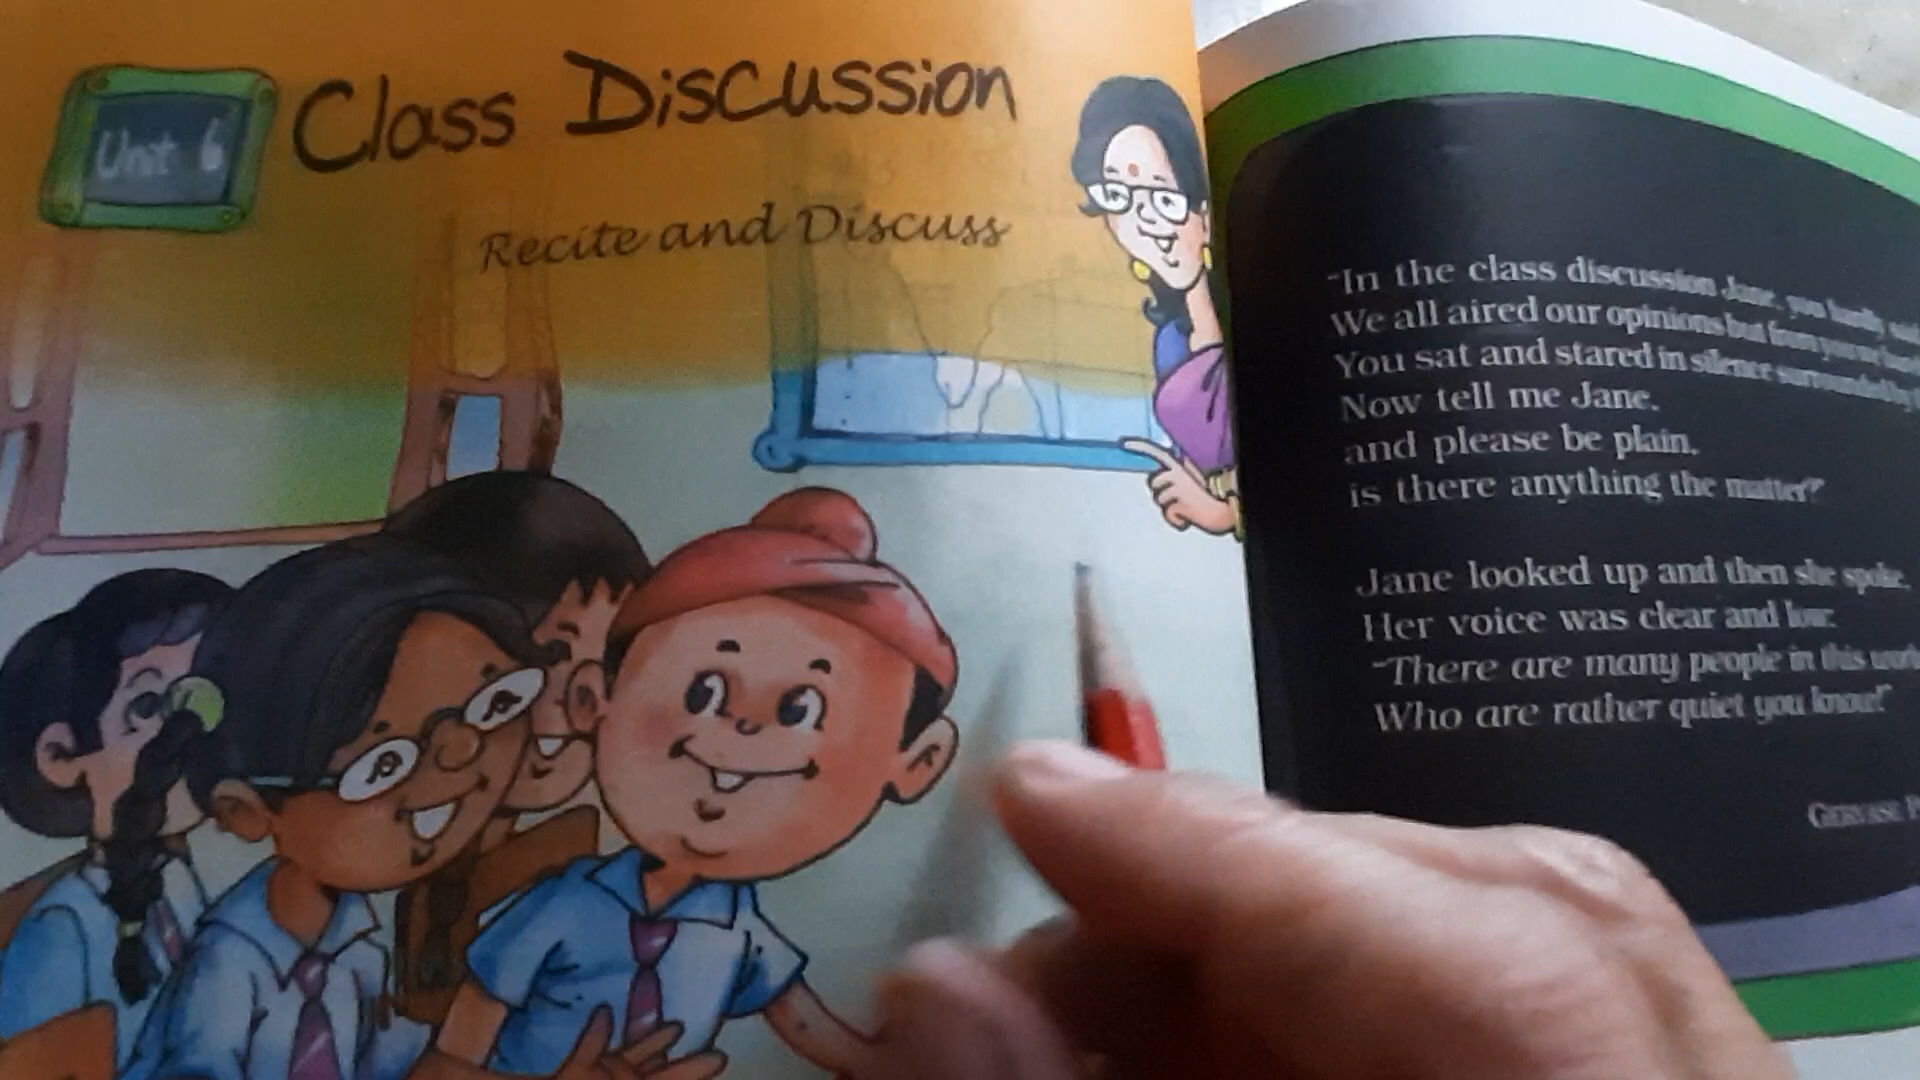 Unit 6
Class Discussion
Recite and Discuss
"In the class discussion Jane, you hardly
We all aired our opinions but from you
You sat and stared in silence surrounded by
Now tell me Jane.
and please be plain.
is there anything the matter?"
Jane looked up and then she spoke.
Her voice was clear and low:
"There are many people in this
Who are rather quiet you know!"
GERVASE